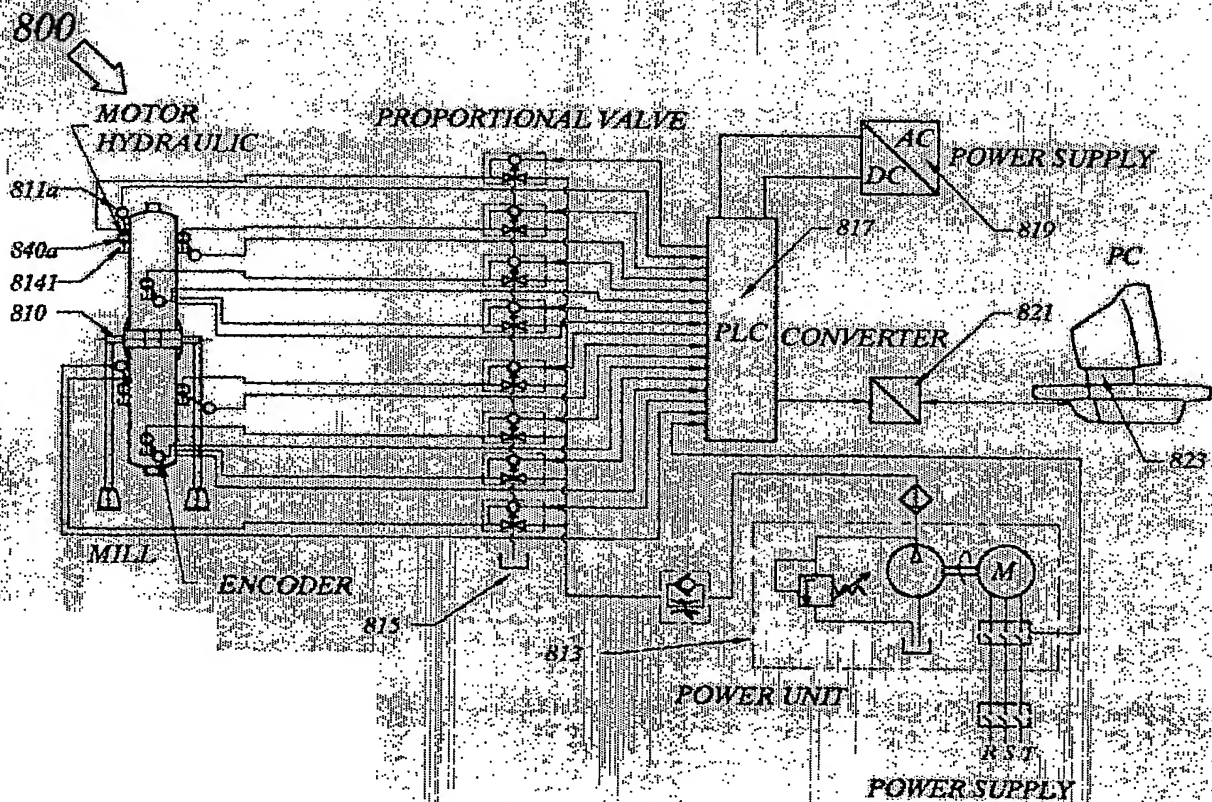 800
MOTOR
HYDRAULIC
PROPORTIONAL VALVE
AC
DC
POWER SUPPLY
811a
840a
8141
810
817
819
PC
PLC
CONVERTER
821
823
MILL
ENCODER
815
813
M
POWER UNIT
R S T
POWER SUPPLY